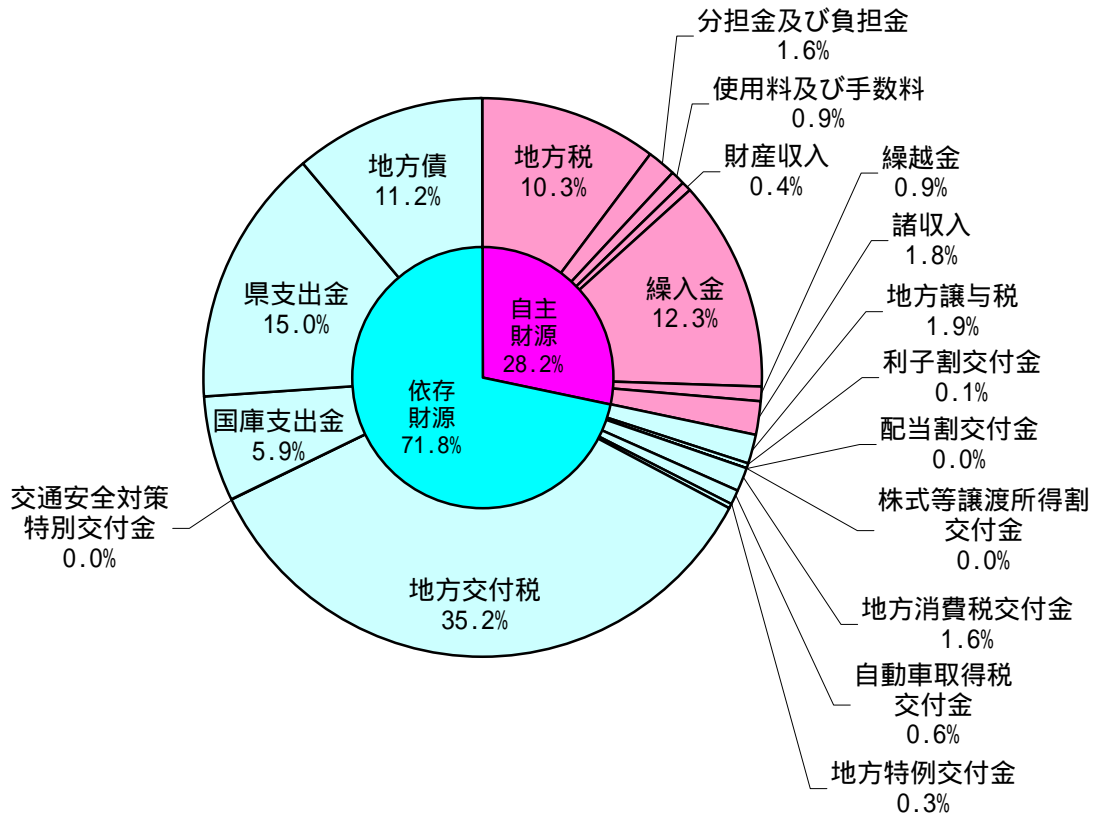 分担金及び負担金
1.6%
使用料及び手数料
0.9%
財産収入
0.4%
繰越金
0.9%
諸収入
1.8%
地方譲与税
1.9%
利子割交付金
0.1%
配当割交付金
0.0%
株式等譲渡所得割
交付金
0.0%
地方消費税交付金
1.6%
自動車取得税
交付金
0.6%
地方特例交付金
0.3%
地方税
10.3%
繰入金
12.3%
自主
財源
28.2%
依存
財源
71.8%
地方債
11.2%
県支出金
15.0%
国庫支出金
5.9%
交通安全対策
特別交付金
0.0%
地方交付税
35.2%